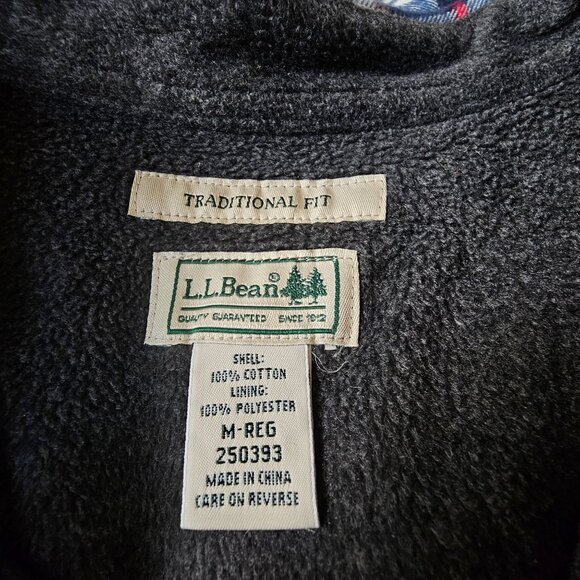 TRADITIONAL FIT
L.L.Bean®
QUALITY GUARANTEED SINCE 1912
SHELL:
100% COTTON
LINING:
100% POLYESTER
M-REG
250393
MADE IN CHINA
CARE ON REVERSE